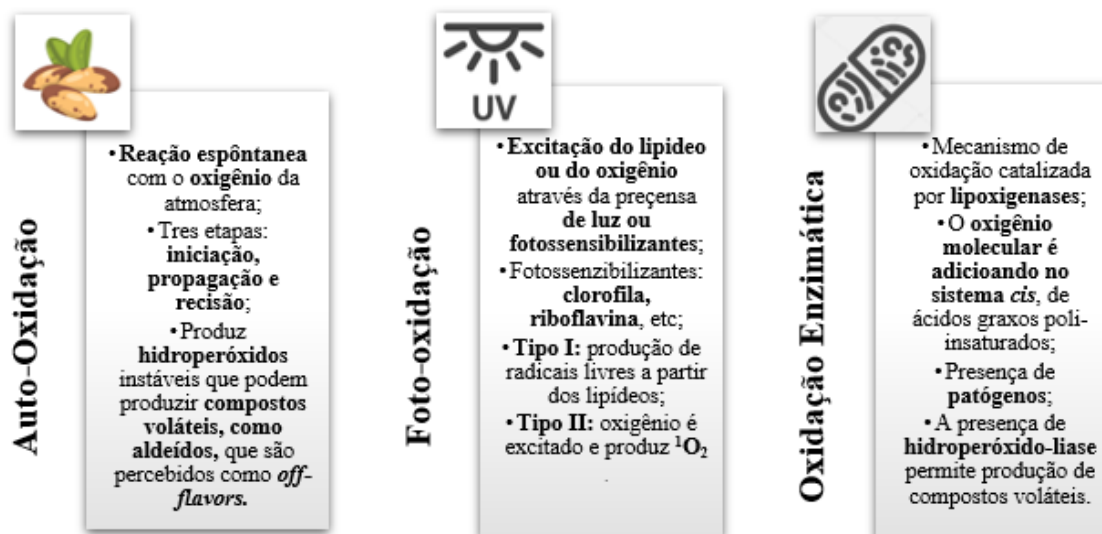 Auto-Oxidação
•Reação espôntanea
com o oxigênio da
atmosfera;
•Tres etapas:
iniciação,
propagação e
recisão;
•Produz
hidroperóxidos
instáveis que podem
produzir compostos
voláteis, como
aldeídos, que são
percebidos como off-
flavors.
UV
Foto-oxidação
•Excitação do lipideo
ou do oxigênio
através da preçensa
de luz ou
fotossensibilizantes;
•Fotossenzibilizantes:
clorofila,
riboflavina, etc;
•Tipo I: produção de
radicais livres a partir
dos lipídeos;
•Tipo II: oxigênio é
excitado e produz ¹O₂
.
Oxidação Enzimática
•Mecanismo de
oxidação catalizada
por lipoxigenases;
•O oxigênio
molecular é
adicioando no
sistema cis, de
ácidos graxos poli-
insaturados;
•Presença de
patógenos;
•A presença de
hidroperóxido-liase
permite produção de
compostos voláteis.